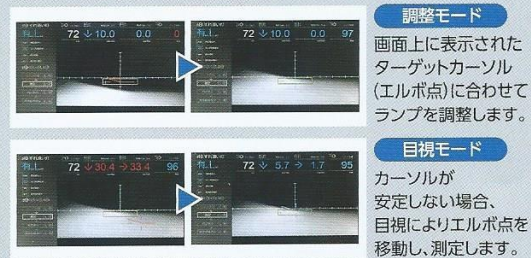 72 ↓ 10.0 0.0 0
72 ↓ 10.0 0.0 97
調整モード
画面上に表示された
ターゲットカーソル
(エルボ点)に合わせて
ランプを調整します。
72 ↓ 30.4 → 33.4 96
72 ↓ 5.7 → 1.7 95
目視モード
カーソルが
安定しない場合、
目視によりエルボ点を
移動し、測定します。